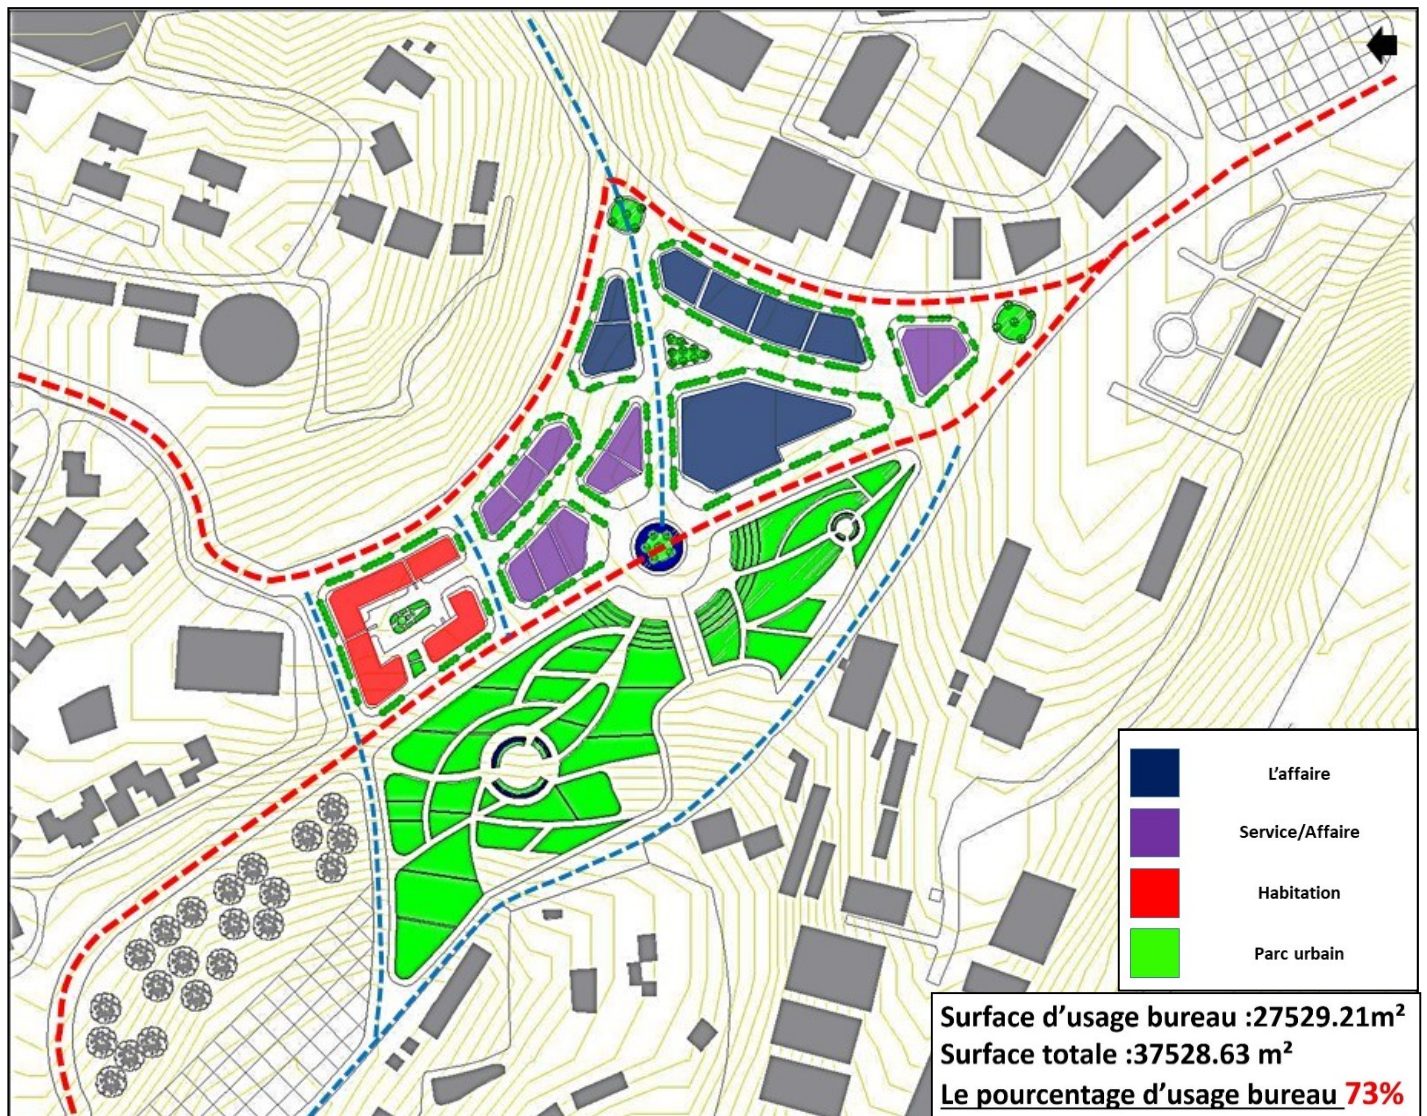 L'affaire
Service/Affaire
Habitation
Parc urbain
Surface d'usage bureau :27529.21m²
Surface totale :37528.63 m²
Le pourcentage d'usage bureau 73%